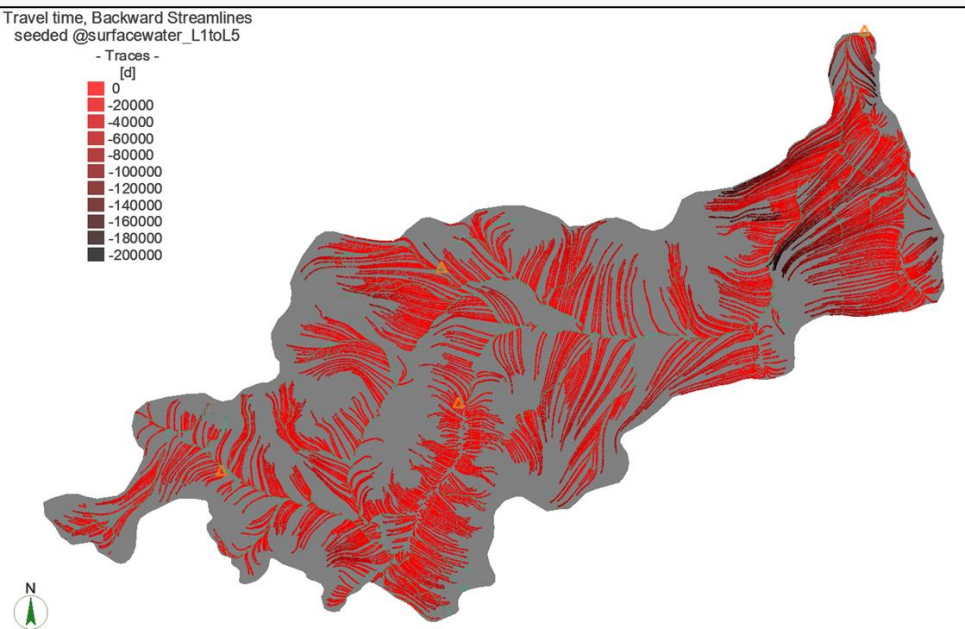 Travel time, Backward Streamlines
seeded @surfacewater_L1toL5
- Traces -
[d]
0
-20000
-40000
-60000
-80000
-100000
-120000
-140000
-160000
-180000
-200000
N